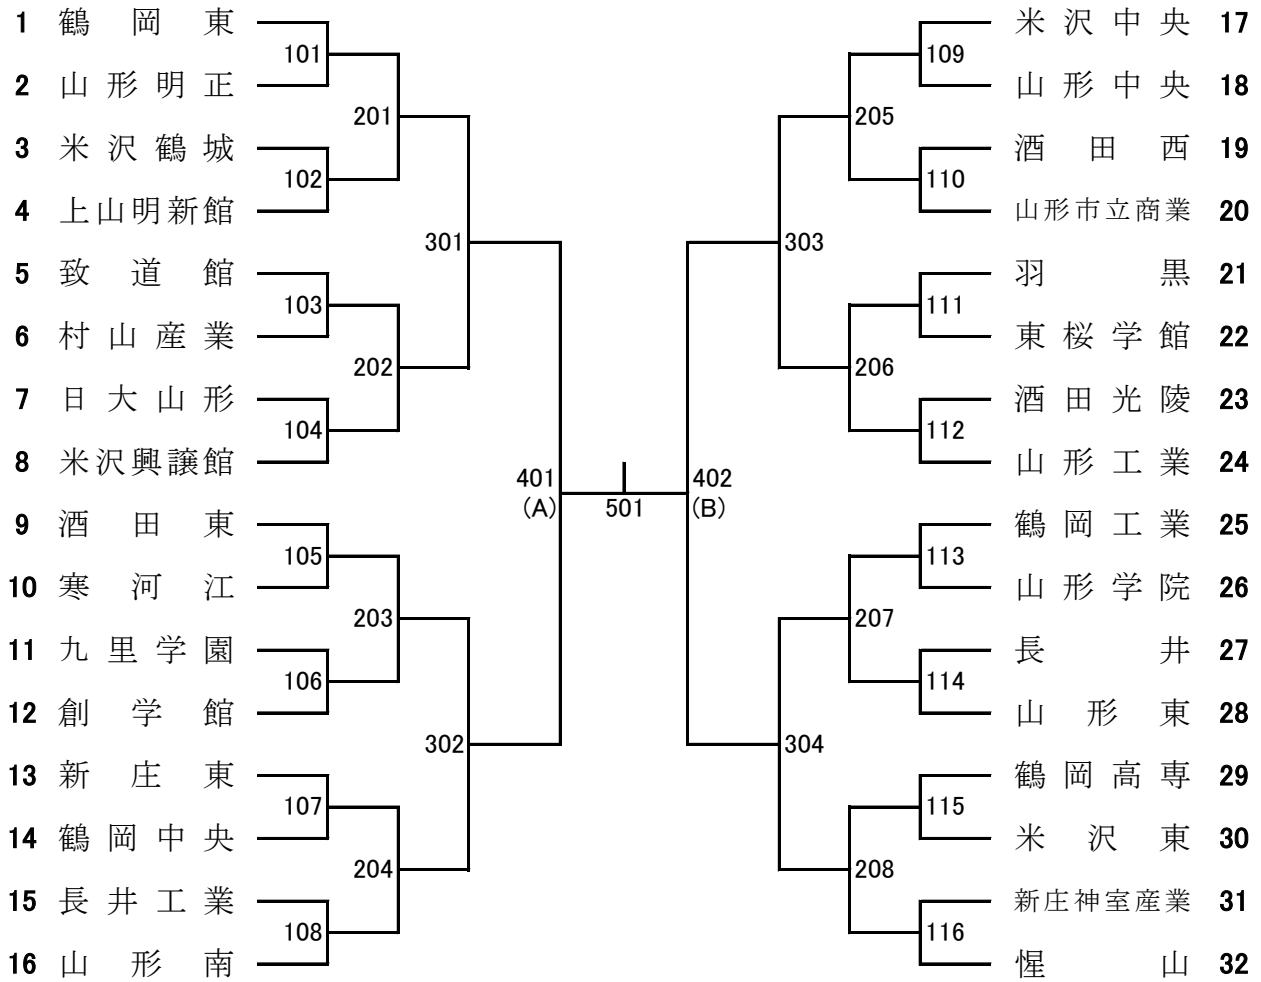 1 鶴岡東
2 山形明正
3 米沢鶴城
4 上山明新館
5 致道館
6 村山産業
7 日大山形
8 米沢興譲館
9 酒田東
10 寒河江
11 九里学園
12 創学館
13 新庄東
14 鶴岡中央
15 長井工業
16 山形南
101
102
103
104
105
106
107
108
201
202
203
204
301
302
401
(A)
501
402
(B)
303
304
205
206
207
208
109
110
111
112
113
114
115
116
米沢中央 17
山形中央 18
酒田西 19
山形市立商業 20
羽黒 21
東桜学館 22
酒田光陵 23
山形工業 24
鶴岡工業 25
山形学院 26
長井 27
山形東 28
鶴岡高専 29
米沢東 30
新庄神室産業 31
惺山 32